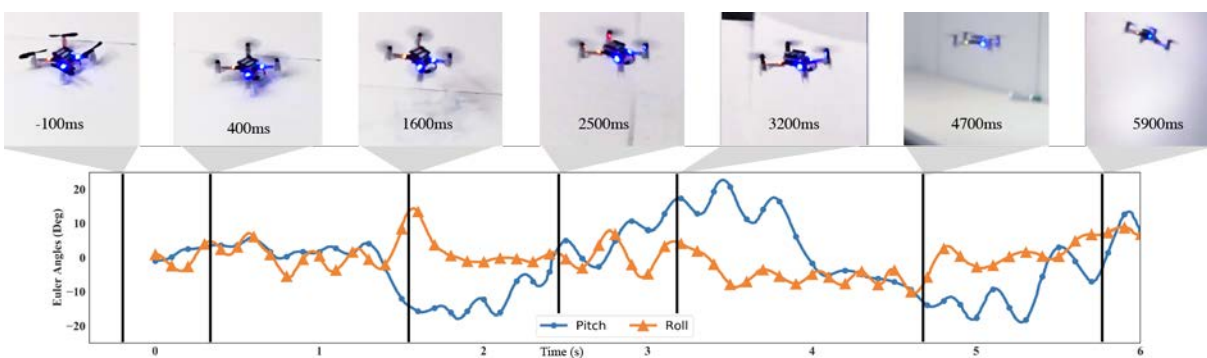 -100ms 400ms 1600ms 2500ms 3200ms 4700ms 5900ms
20
10
0
−10
−20
Euler Angles (Deg)
Pitch Roll
0 1 2 3 4 5 6
Time (s)